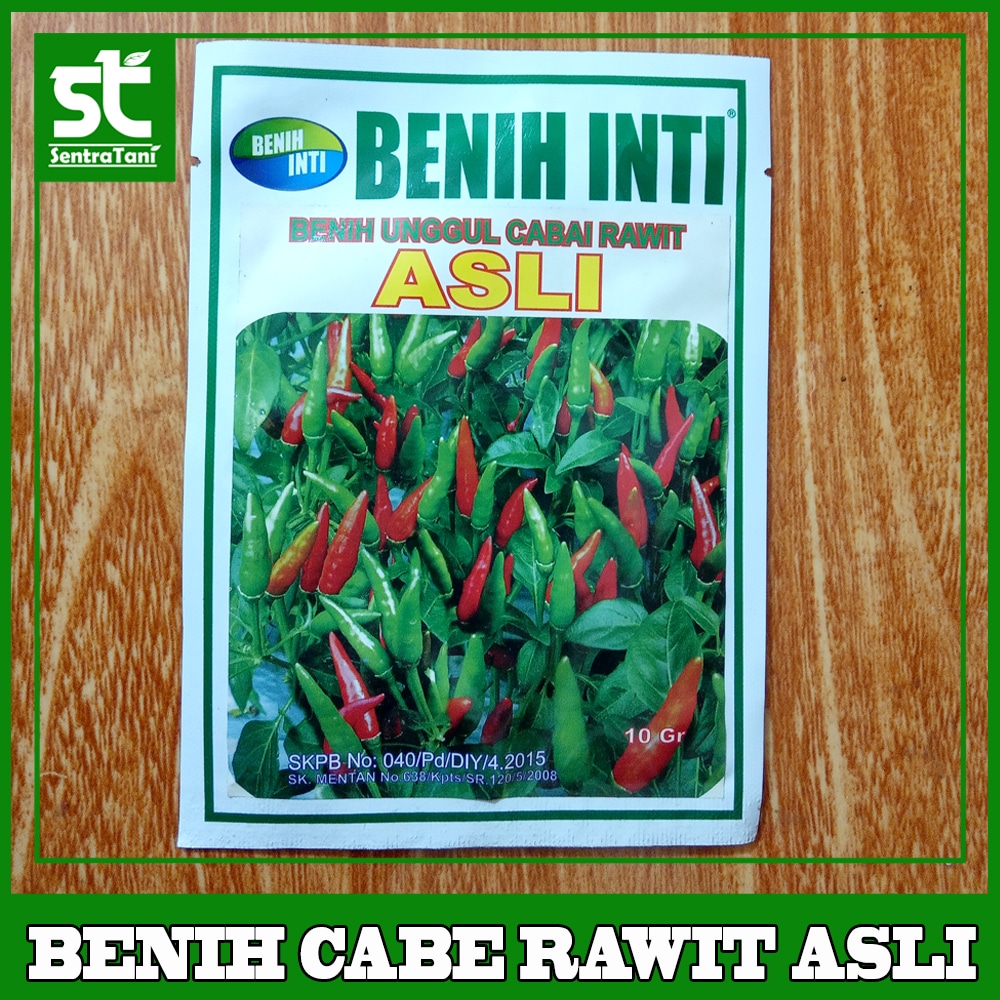 st
SentraTani
BENIH
INTI
BENIH INTI®
BENIH UNGGUL CABAI RAWIT
ASLI
10 Gr
SKPB No: 040/Pd/DIY/4.2015
SK. MENTAN No 638/Kpts/SR.120/5/2008
BENIH CABE RAWIT ASLI